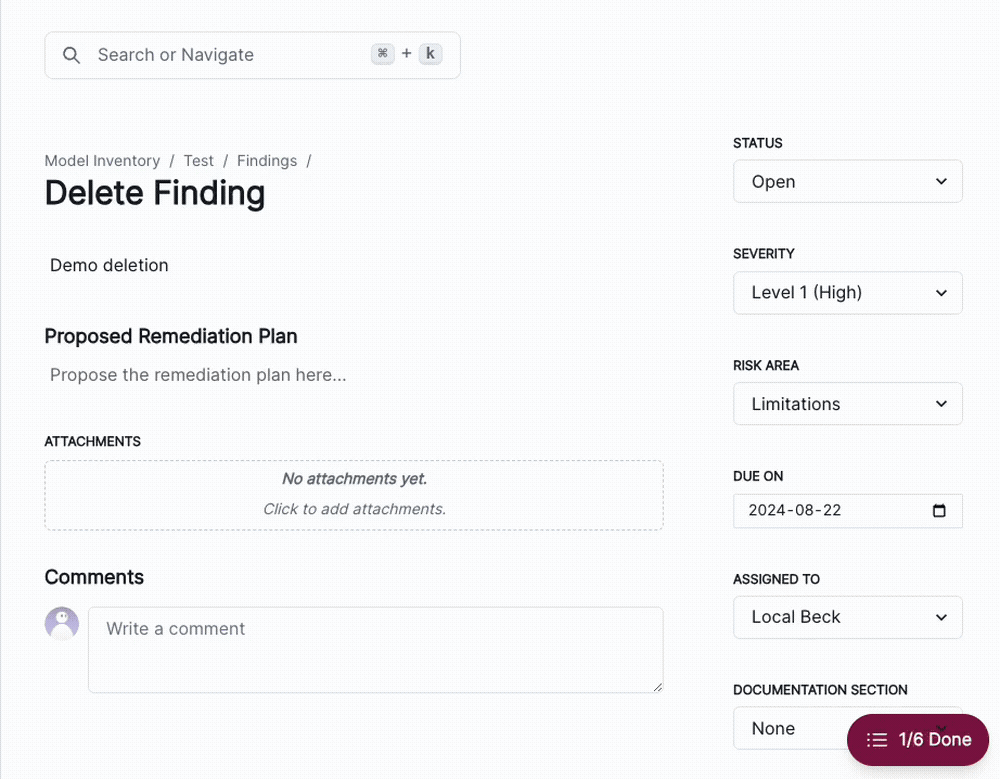 Search or Navigate ⌘ + k
Model Inventory / Test / Findings /
Delete Finding
Demo deletion
Proposed Remediation Plan
Propose the remediation plan here...
ATTACHMENTS
No attachments yet.
Click to add attachments.
Comments
Write a comment
STATUS
Open
SEVERITY
Level 1 (High)
RISK AREA
Limitations
DUE ON
2024-08-22
ASSIGNED TO
Local Beck
DOCUMENTATION SECTION
None
1/6 Done